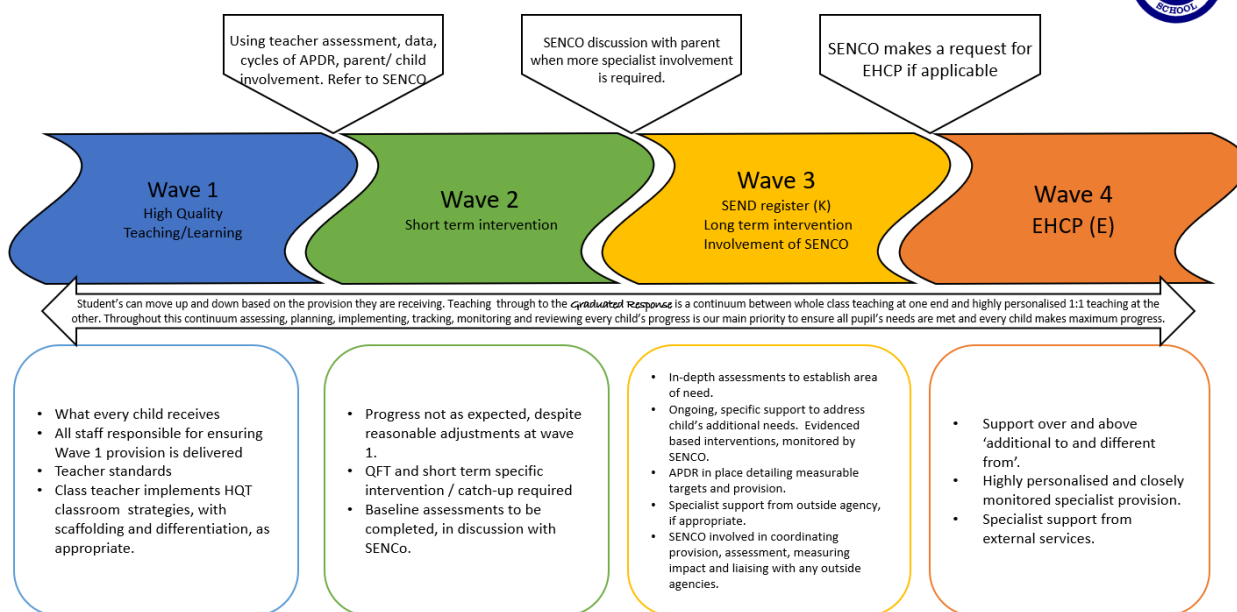 SCHOOL
Using teacher assessment, data,
cycles of APDR, parent/ child
involvement. Refer to SENCO
SENCO discussion with parent
when more specialist involvement
is required.
SENCO makes a request for
EHCP if applicable
Wave 1
High Quality
Teaching/Learning
Wave 2
Short term intervention
Wave 3
SEND register (K)
Long term intervention
Involvement of SENCO
Wave 4
EHCP (E)
Student's can move up and down based on the provision they are receiving. Teaching through to the Graduated Response is a continuum between whole class teaching at one end and highly personalised 1:1 teaching at the
other. Throughout this continuum assessing, planning, implementing, tracking, monitoring and reviewing every child's progress is our main priority to ensure all pupil's needs are met and every child makes maximum progress.
• What every child receives
• All staff responsible for ensuring
Wave 1 provision is delivered
• Teacher standards
• Class teacher implements HQT
classroom strategies, with
scaffolding and differentiation, as
appropriate.
• Progress not as expected, despite
reasonable adjustments at wave
1.
• QFT and short term specific
intervention / catch-up required
• Baseline assessments to be
completed, in discussion with
SENCo.
• In-depth assessments to establish area
of need.
• Ongoing, specific support to address
child's additional needs. Evidenced
based interventions, monitored by
SENCO.
• APDR in place detailing measurable
targets and provision.
• Specialist support from outside agency,
if appropriate.
• SENCO involved in coordinating
provision, assessment, measuring
impact and liaising with any outside
agencies.
• Support over and above
'additional to and different
from'.
• Highly personalised and closely
monitored specialist provision.
• Specialist support from
external services.